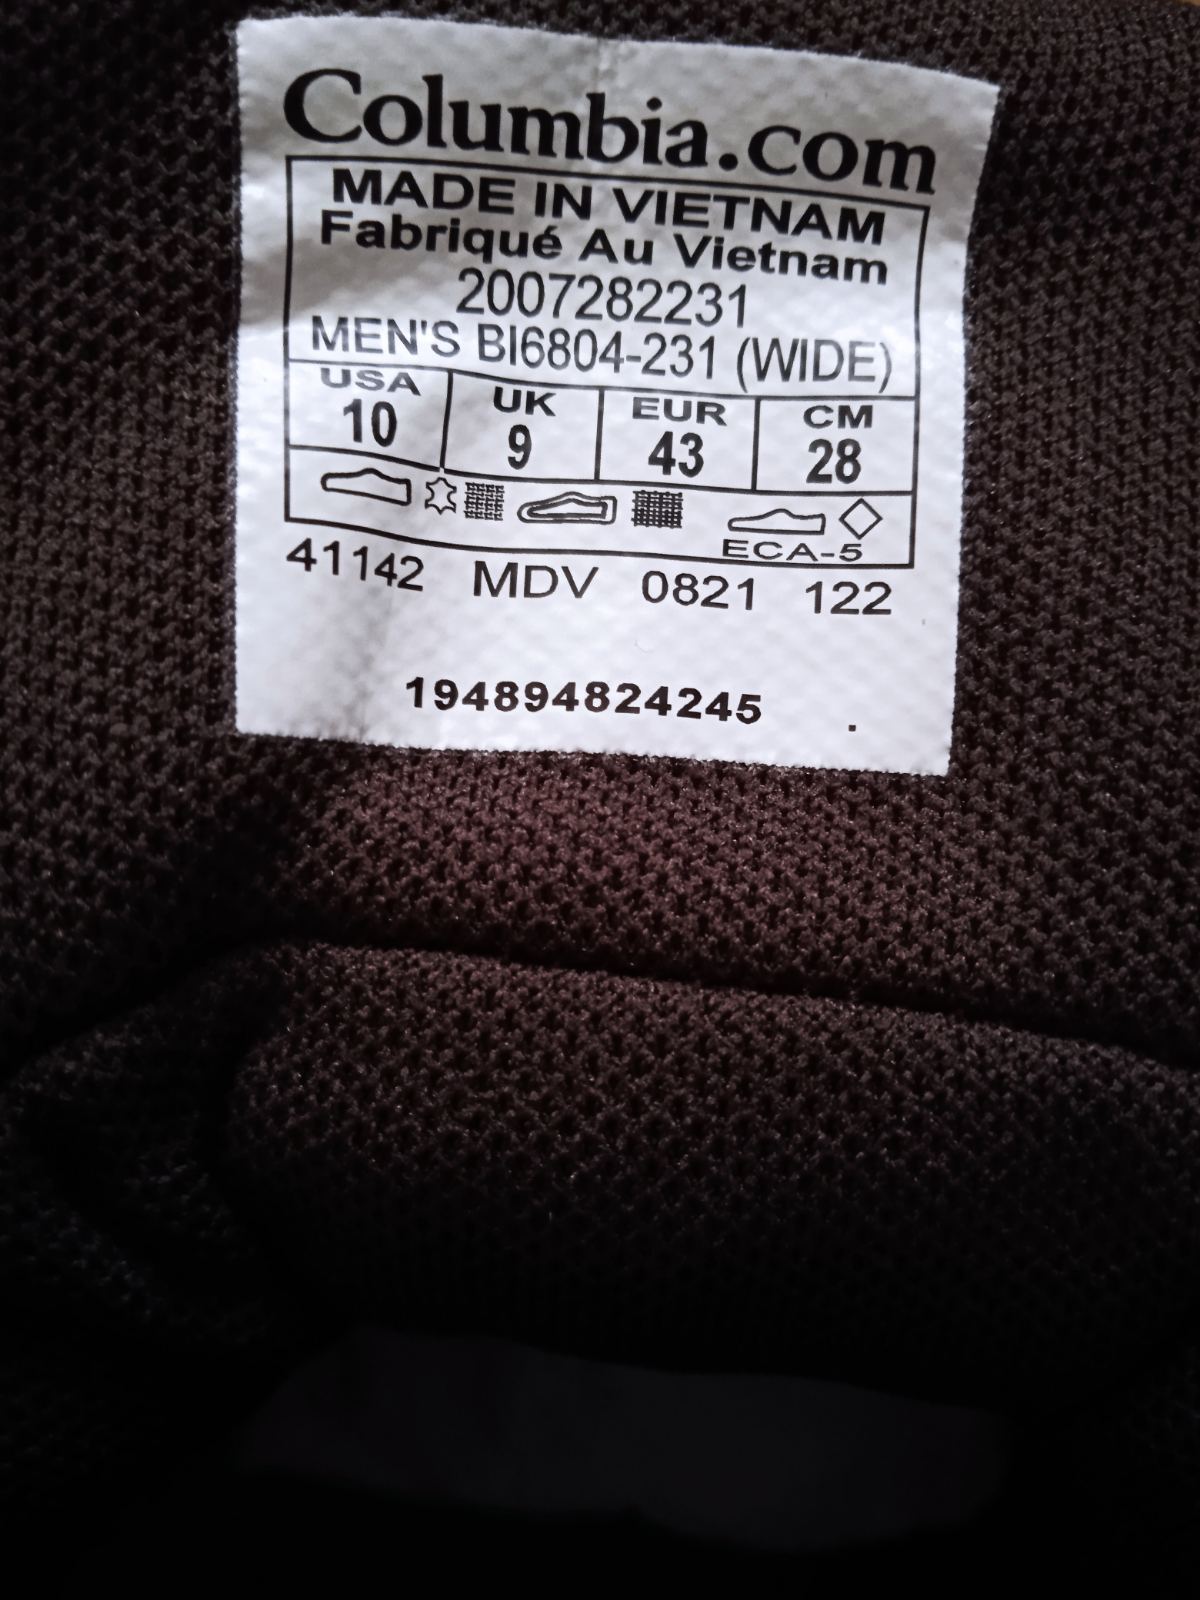 Columbia.com
MADE IN VIETNAM
Fabriqué Au Vietnam
2007282231
MEN'S BI6804-231 (WIDE)
USA UK EUR CM
10 9 43 28
ECA-5
41142 MDV 0821 122
194894824245